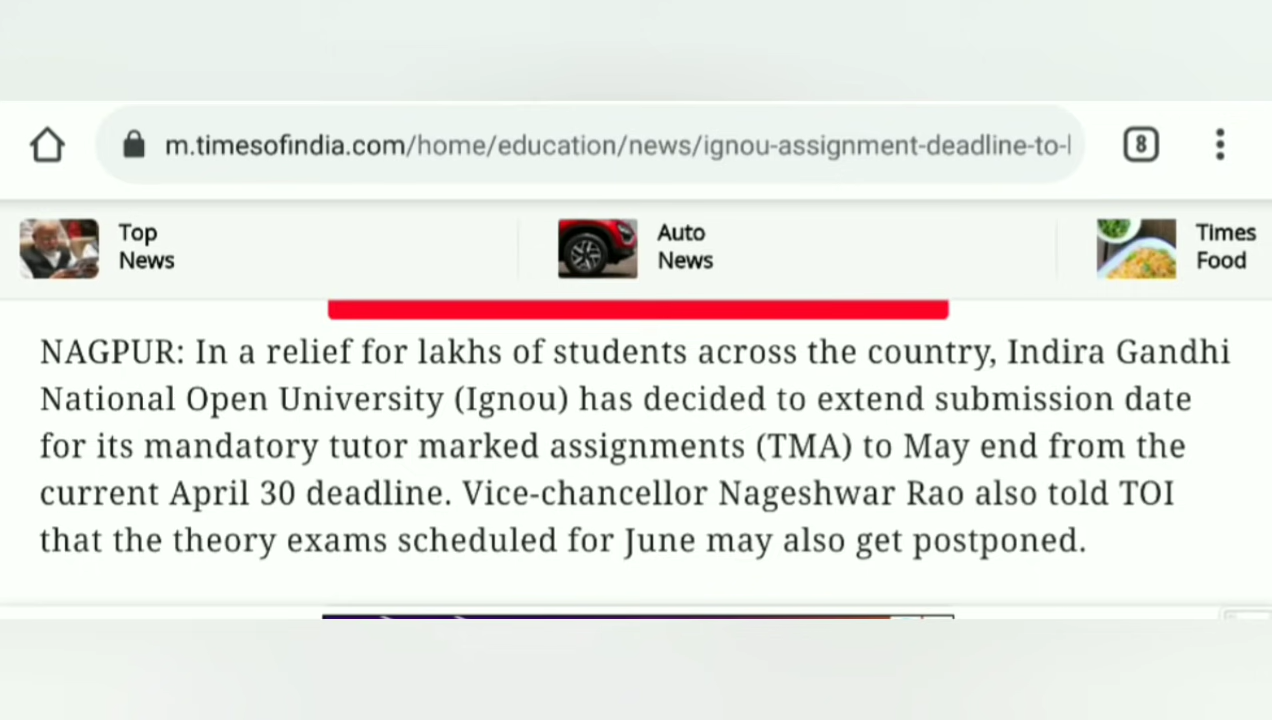 m.timesofindia.com/home/education/news/ignou-assignment-deadline-to-
8
Top
News
Auto
News
Times
Food
NAGPUR: In a relief for lakhs of students across the country, Indira Gandhi
National Open University (Ignou) has decided to extend submission date
for its mandatory tutor marked assignments (TMA) to May end from the
current April 30 deadline. Vice-chancellor Nageshwar Rao also told TOI
that the theory exams scheduled for June may also get postponed.